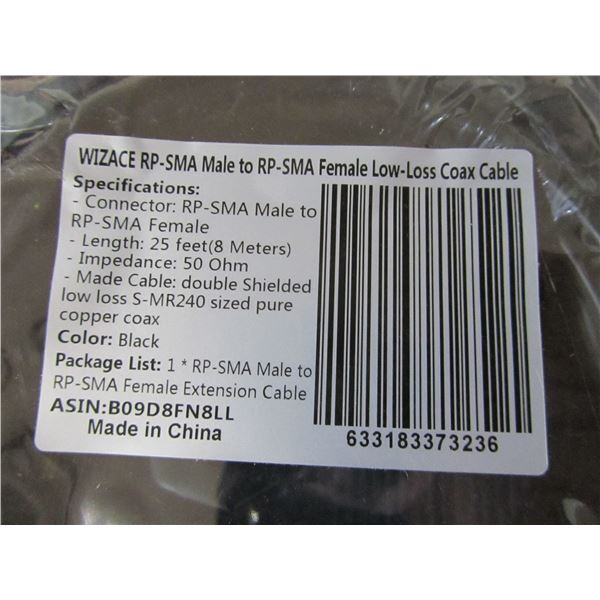 WIZACE RP-SMA Male to RP-SMA Female Low-Loss Coax Cable
Specifications:
- Connector: RP-SMA Male to
RP-SMA Female
- Length: 25 feet(8 Meters)
- Impedance: 50 Ohm
- Made Cable: double Shielded
low loss S-MR240 sized pure
copper coax
Color: Black
Package List: 1 * RP-SMA Male to
RP-SMA Female Extension Cable
ASIN:B09D8FN8LL
Made in China
633183373236